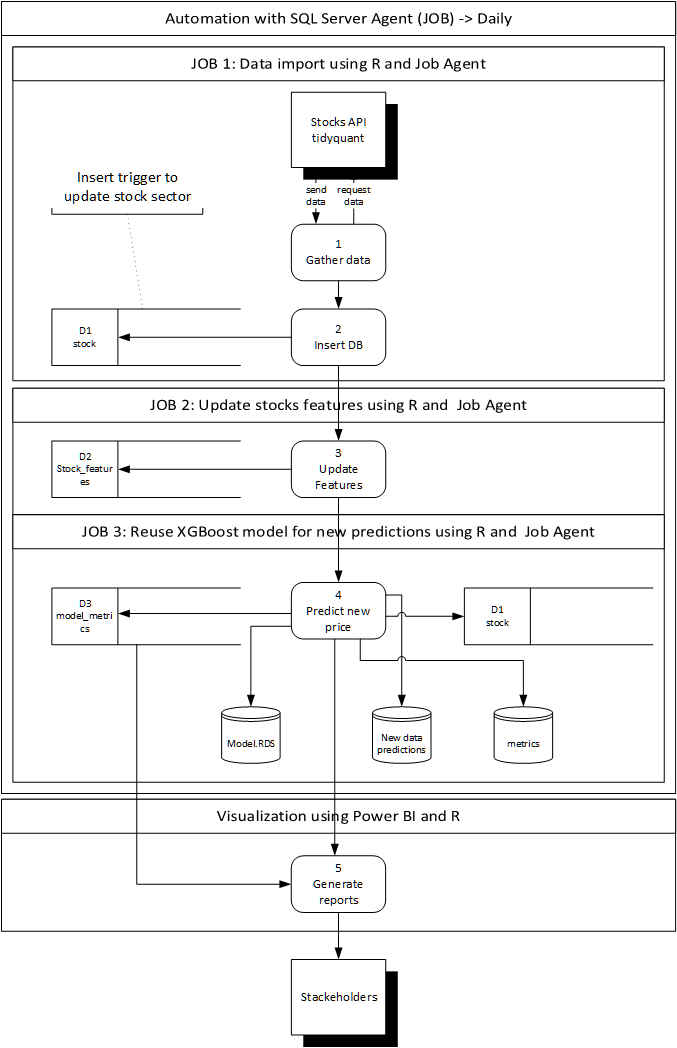 Automation with SQL Server Agent (JOB) -> Daily
JOB 1: Data import using R and Job Agent
Stocks API
tidyquant
Insert trigger to
update stock sector
send
data
request
data
1
Gather data
D1
stock
2
Insert DB
JOB 2: Update stocks features using R and  Job Agent
D2
Stock_featur
es
3
Update
Features
JOB 3: Reuse XGBoost model for new predictions using R and  Job Agent
D3
model_metri
cs
4
Predict new
price
D1
stock
Model.RDS
New data
predictions
metrics
Visualization using Power BI and R
5
Generate
reports
Stackeholders